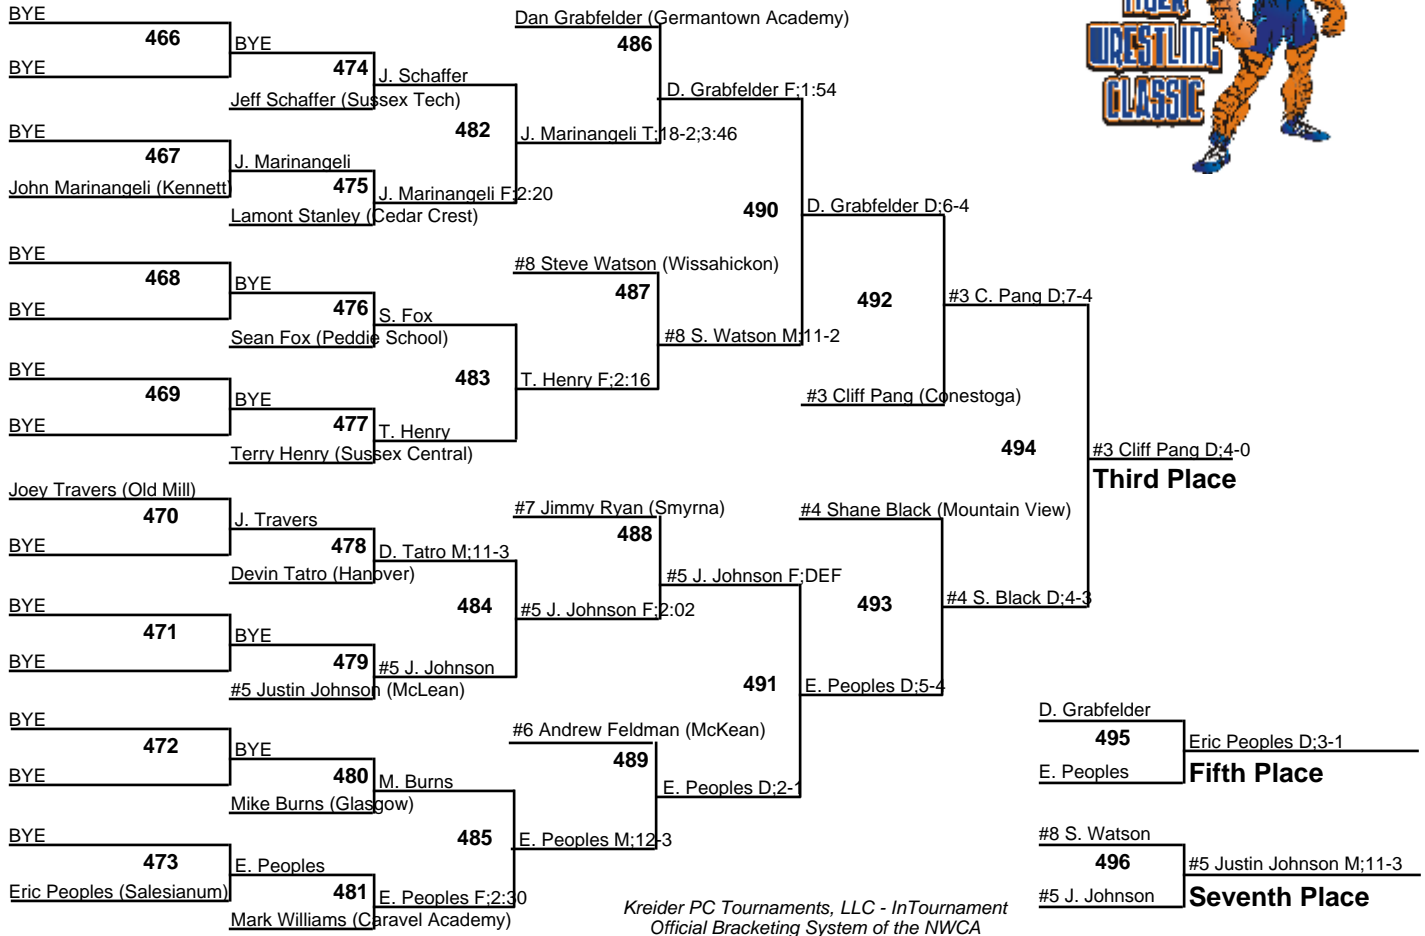 BYE
466
BYE
BYE
474
J. Schaffer
Jeff Schaffer (Sussex Tech)
482
BYE
467
John Marinangeli (Kennett)
J. Marinangeli
475
J. Marinangeli F;2:20
Lamont Stanley (Cedar Crest)
J. Marinangeli T;18-2;3:46
Dan Grabfelder (Germantown Academy)
486
D. Grabfelder F;1:54
BYE
468
BYE
BYE
476
S. Fox
Sean Fox (Peddie School)
483
BYE
469
BYE
BYE
477
T. Henry
Terry Henry (Sussex Central)
T. Henry F;2:16
#8 Steve Watson (Wissahickon)
487
#8 S. Watson M;11-2
490
D. Grabfelder D;6-4
492
#3 Cliff Pang (Conestoga)
#3 C. Pang D;7-4
494
#3 Cliff Pang D;4-0
Third Place
Joey Travers (Old Mill)
470
BYE
J. Travers
478
D. Tatro M;11-3
Devin Tatro (Hanover)
484
BYE
471
BYE
BYE
479
#5 J. Johnson
#5 Justin Johnson (McLean)
#5 J. Johnson F;2:02
#7 Jimmy Ryan (Smyrna)
488
#5 J. Johnson F;DEF
BYE
472
BYE
BYE
480
M. Burns
Mike Burns (Glasgow)
485
BYE
473
Eric Peoples (Salesianum)
E. Peoples
481
E. Peoples F;2:30
Mark Williams (Caravel Academy)
E. Peoples M;12-3
#6 Andrew Feldman (McKean)
489
E. Peoples D;2-1
491
E. Peoples D;5-4
493
#4 Shane Black (Mountain View)
#4 S. Black D;4-3
D. Grabfelder
495
E. Peoples
Eric Peoples D;3-1
Fifth Place
#8 S. Watson
496
#5 J. Johnson
#5 Justin Johnson M;11-3
Seventh Place
TIGER
WRESTLING
CLASSIC
Kreider PC Tournaments, LLC - InTournament
Official Bracketing System of the NWCA